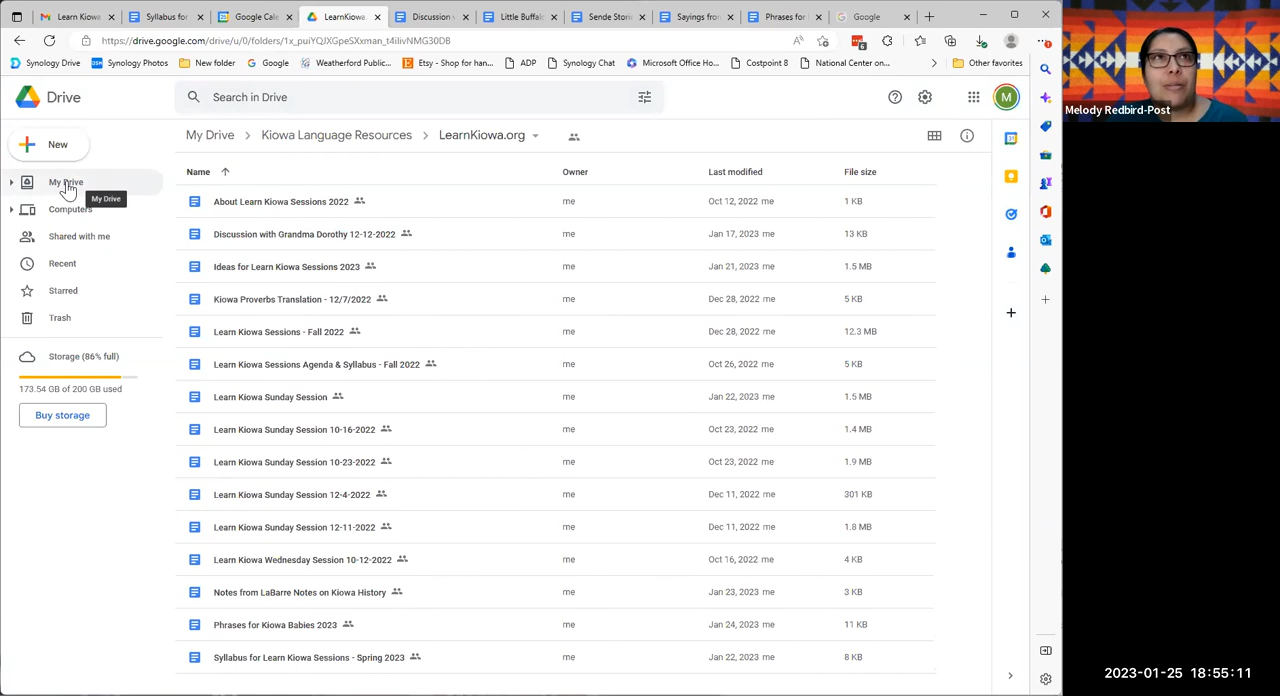 Learn Kiowa
Syllabus for
Google Cale
LearnKiowa.
Discussion v
Little Buffal
Sende Stori
Sayings from
Phrases for
Google
https://drive.google.com/drive/u/0/folders/1x_puiYQJXGpeSXxman_t4ilivNMG30DB
6
Synology Drive
Synology Photos
New folder
Google
Weatherford Public...
Etsy - Shop for han...
ADP
Synology Chat
Microsoft Office Ho...
Costpoint 8
National Center on...
Other favorites
Drive
Search in Drive
M
New
My Drive
My Drive
Computers
Shared with me
Recent
Starred
Trash
Storage (86% full)
173.54 GB of 200 GB used
Buy storage
My Drive > Kiowa Language Resources > LearnKiowa.org
Name Owner Last modified File size
About Learn Kiowa Sessions 2022 me Oct 12, 2022 me 1 KB
Discussion with Grandma Dorothy 12-12-2022 me Jan 17, 2023 me 13 KB
Ideas for Learn Kiowa Sessions 2023 me Jan 21, 2023 me 1.5 MB
Kiowa Proverbs Translation - 12/7/2022 me Dec 28, 2022 me 5 KB
Learn Kiowa Sessions - Fall 2022 me Dec 28, 2022 me 12.3 MB
Learn Kiowa Sessions Agenda & Syllabus - Fall 2022 me Oct 26, 2022 me 5 KB
Learn Kiowa Sunday Session me Jan 22, 2023 me 1.5 MB
Learn Kiowa Sunday Session 10-16-2022 me Oct 23, 2022 me 1.4 MB
Learn Kiowa Sunday Session 10-23-2022 me Oct 23, 2022 me 1.9 MB
Learn Kiowa Sunday Session 12-4-2022 me Dec 11, 2022 me 301 KB
Learn Kiowa Sunday Session 12-11-2022 me Dec 11, 2022 me 1.8 MB
Learn Kiowa Wednesday Session 10-12-2022 me Oct 16, 2022 me 4 KB
Notes from LaBarre Notes on Kiowa History me Jan 23, 2023 me 3 KB
Phrases for Kiowa Babies 2023 me Jan 24, 2023 me 11 KB
Syllabus for Learn Kiowa Sessions - Spring 2023 me Jan 22, 2023 me 8 KB
Melody Redbird-Post
2023-01-25 18:55:11